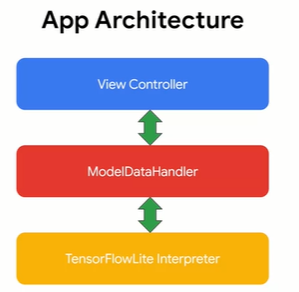 App Architecture
View Controller
ModelDataHandler
TensorFlowLite Interpreter